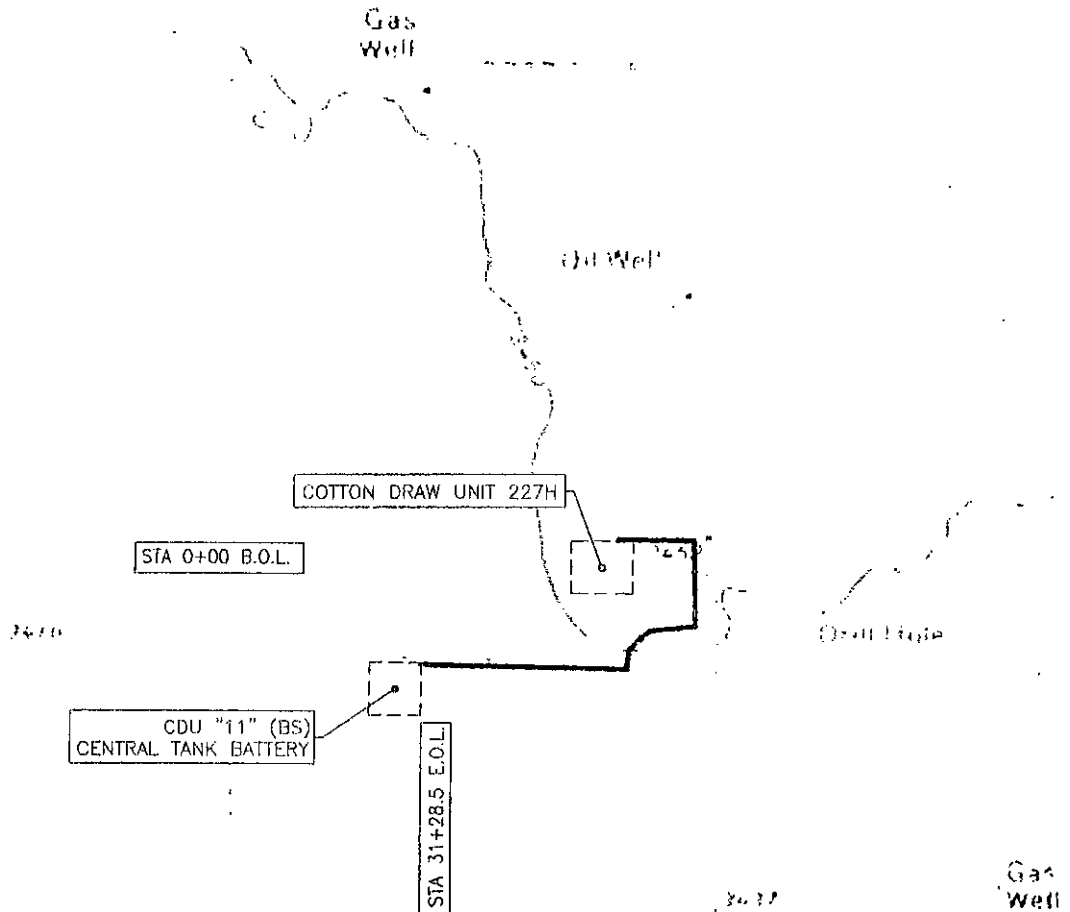 Gas
Well
Oil Well
COTTON DRAW UNIT 227H
STA 0+00 B.O.L.
Drill Hole
CDU "11" (BS)
CENTRAL TANK BATTERY
STA 31+28.5 E.O.L.
Gas
Well